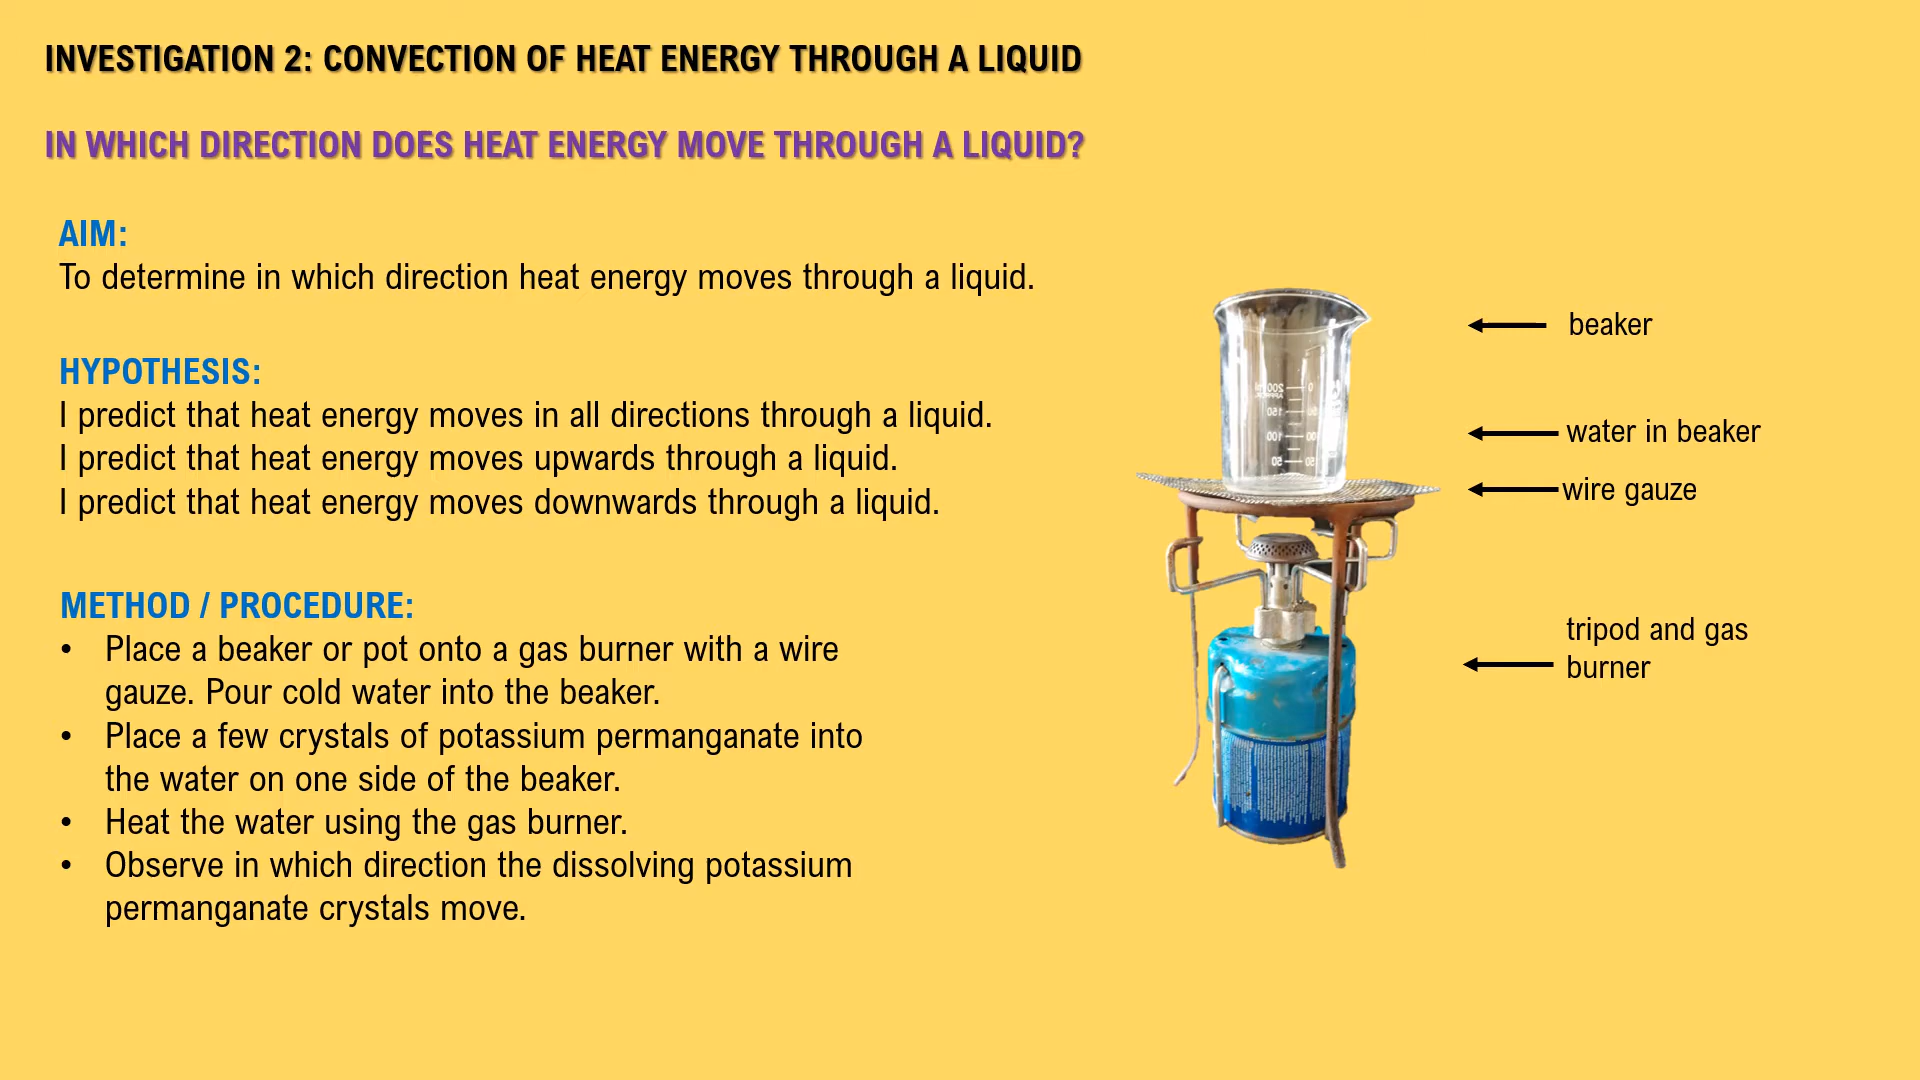 INVESTIGATION 2: CONVECTION OF HEAT ENERGY THROUGH A LIQUID
IN WHICH DIRECTION DOES HEAT ENERGY MOVE THROUGH A LIQUID?
AIM:
To determine in which direction heat energy moves through a liquid.
HYPOTHESIS:
I predict that heat energy moves in all directions through a liquid.
I predict that heat energy moves upwards through a liquid.
I predict that heat energy moves downwards through a liquid.
METHOD / PROCEDURE:
• Place a beaker or pot onto a gas burner with a wire
gauze. Pour cold water into the beaker.
• Place a few crystals of potassium permanganate into
the water on one side of the beaker.
• Heat the water using the gas burner.
• Observe in which direction the dissolving potassium
permanganate crystals move.
beaker
water in beaker
wire gauze
tripod and gas
burner
200
150
100
50